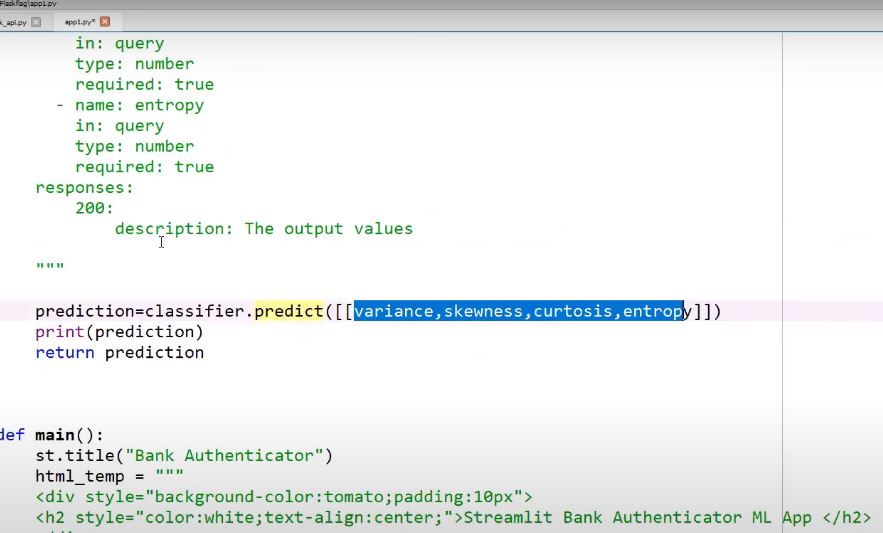 Flaskflag\app1.py
k_api.py
app1.py*
in: query
type: number
required: true
- name: entropy
in: query
type: number
required: true
responses:
200:
description: The output values
"""
prediction=classifier.predict([[variance,skewness,curtosis,entropy]])
print(prediction)
return prediction
def main():
st.title("Bank Authenticator")
html_temp = """
<div style="background-color:tomato;padding:10px">
<h2 style="color:white;text-align:center;">Streamlit Bank Authenticator ML App </h2>